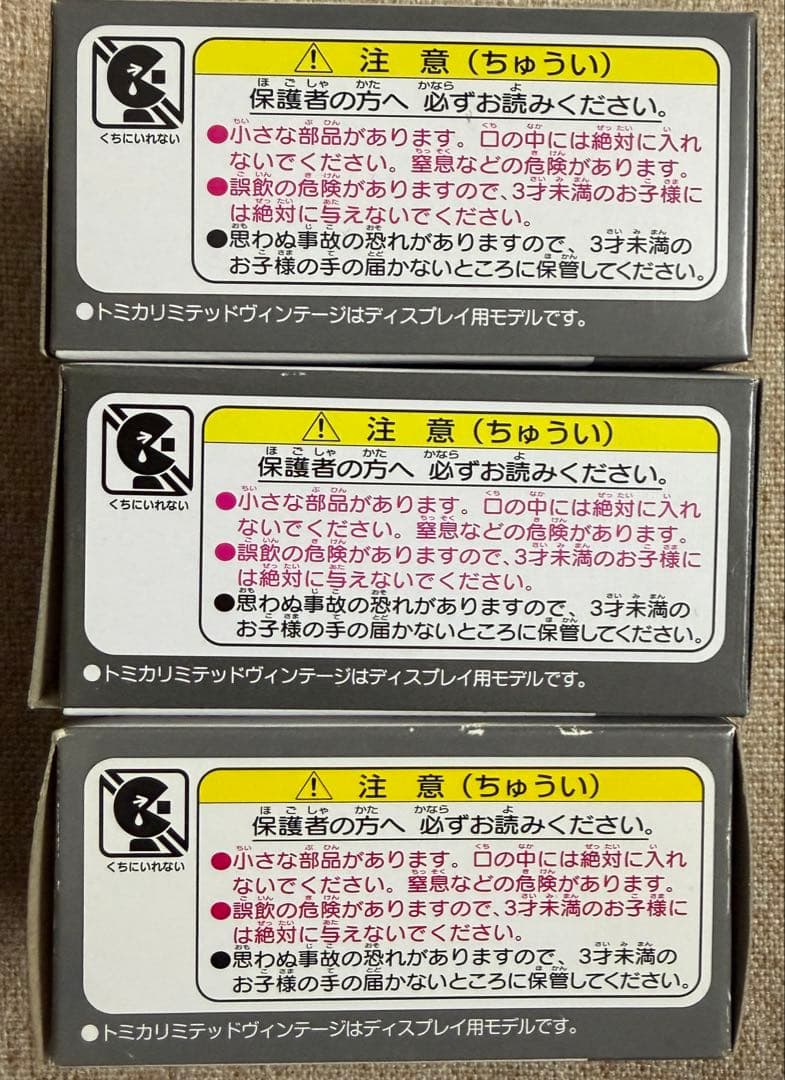 くちにいれない
⚠ 注 意（ちゅうい）
保護者の方へ 必ずお読みください。
●小さな部品があります。口の中には絶対に入れ
ないでください。窒息などの危険があります。
●誤飲の危険がありますので、3才未満のお子様に
は絶対に与えないでください。
●思わぬ事故の恐れがありますので、3才未満の
お子様の手の届かないところに保管してください。
●トミカリミテッドヴィンテージはディスプレイ用モデルです。
くちにいれない
⚠ 注 意（ちゅうい）
保護者の方へ 必ずお読みください。
●小さな部品があります。口の中には絶対に入れ
ないでください。窒息などの危険があります。
●誤飲の危険がありますので、3才未満のお子様に
は絶対に与えないでください。
●思わぬ事故の恐れがありますので、3才未満の
お子様の手の届かないところに保管してください。
●トミカリミテッドヴィンテージはディスプレイ用モデルです。
くちにいれない
⚠ 注 意（ちゅうい）
保護者の方へ 必ずお読みください。
●小さな部品があります。口の中には絶対に入れ
ないでください。窒息などの危険があります。
●誤飲の危険がありますので、3才未満のお子様に
は絶対に与えないでください。
●思わぬ事故の恐れがありますので、3才未満の
お子様の手の届かないところに保管してください。
●トミカリミテッドヴィンテージはディスプレイ用モデルです。